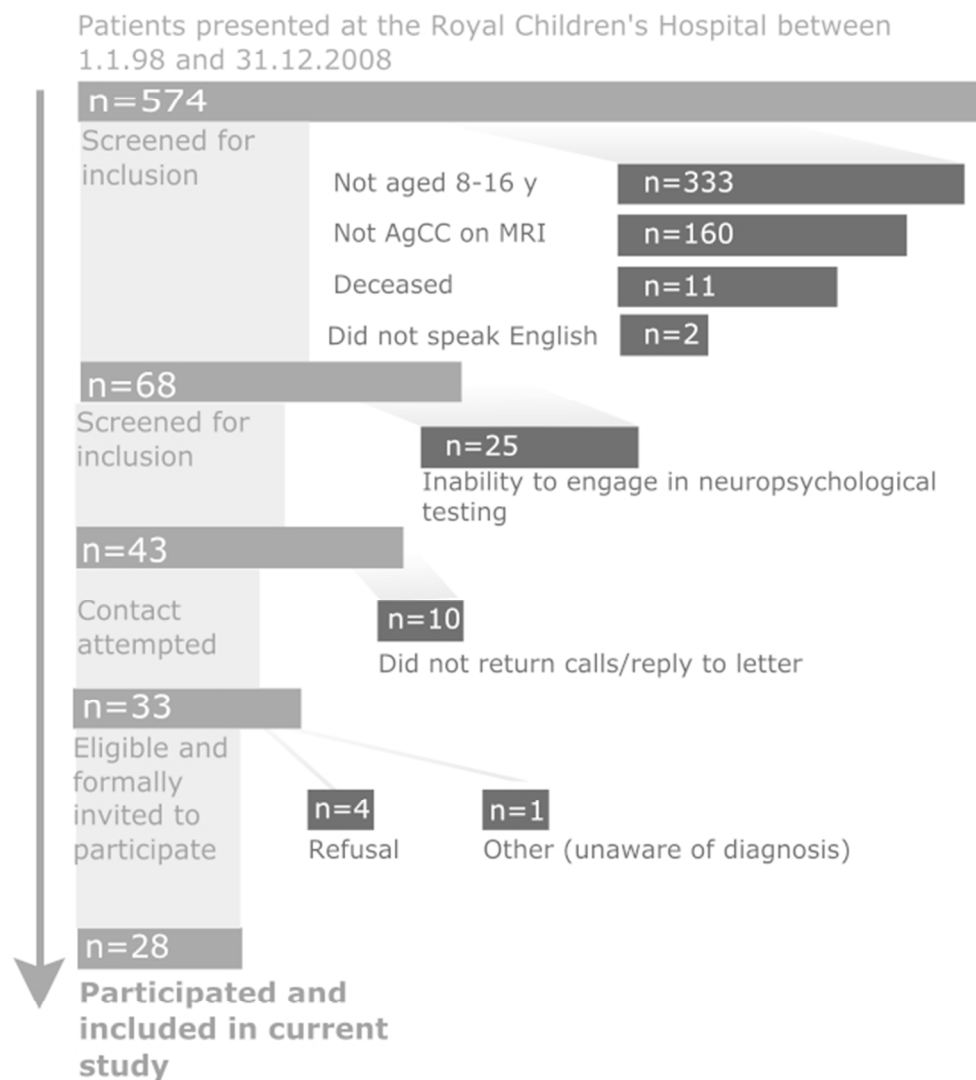 Patients presented at the Royal Children's Hospital between
1.1.98 and 31.12.2008
n=574
Screened for
inclusion
Not aged 8-16 y
n=333
Not AgCC on MRI
n=160
Deceased
n=11
Did not speak English
n=2
n=68
Screened for
inclusion
n=25
Inability to engage in neuropsychological
testing
n=43
Contact
attempted
n=10
Did not return calls/reply to letter
n=33
Eligible and
formally
invited to
participate
n=4
Refusal
n=1
Other (unaware of diagnosis)
n=28
Participated and
included in current
study